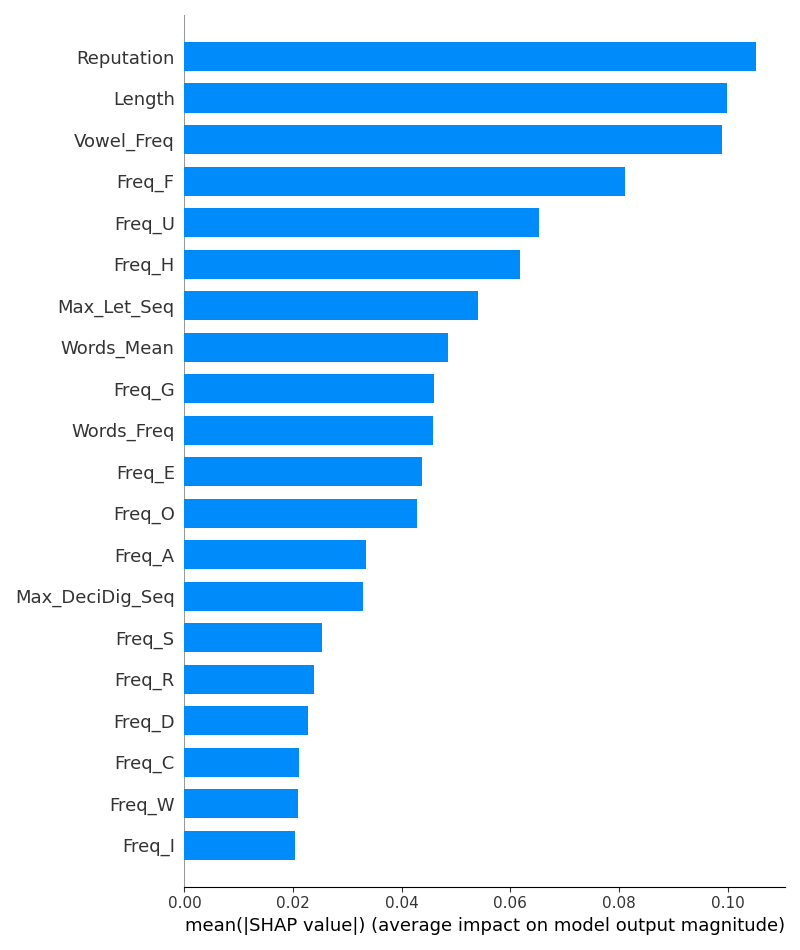 Reputation
Length
Vowel_Freq
Freq_F
Freq_U
Freq_H
Max_Let_Seq
Words_Mean
Freq_G
Words_Freq
Freq_E
Freq_O
Freq_A
Max_DeciDig_Seq
Freq_S
Freq_R
Freq_D
Freq_C
Freq_W
Freq_I
0.00 0.02 0.04 0.06 0.08 0.10
mean(|SHAP value|) (average impact on model output magnitude)